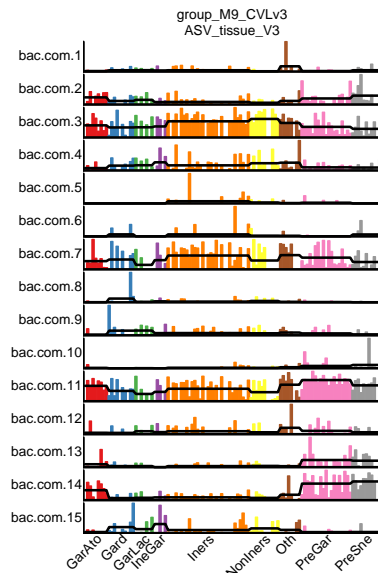 group_M9_CVLv3
ASV_tissue_V3
bac.com.1
bac.com.2
bac.com.3
bac.com.4
bac.com.5
bac.com.6
bac.com.7
bac.com.8
bac.com.9
bac.com.10
bac.com.11
bac.com.12
bac.com.13
bac.com.14
bac.com.15
GarAto
Gard
GarLac
IneGar
Iners
NonIners
Oth
PreGar
PreSne